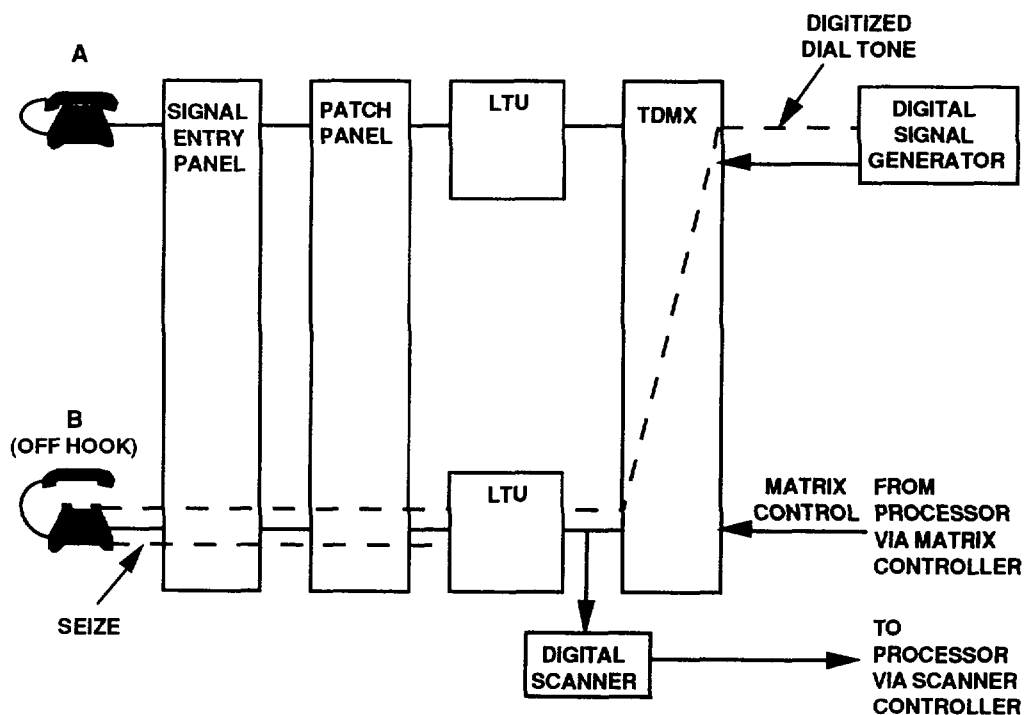 A
SIGNAL
ENTRY
PANEL
PATCH
PANEL
LTU
TDMX
DIGITIZED
DIAL TONE
DIGITAL
SIGNAL
GENERATOR
B
(OFF HOOK)
SEIZE
LTU
MATRIX
CONTROL
FROM
PROCESSOR
VIA MATRIX
CONTROLLER
DIGITAL
SCANNER
TO
PROCESSOR
VIA SCANNER
CONTROLLER